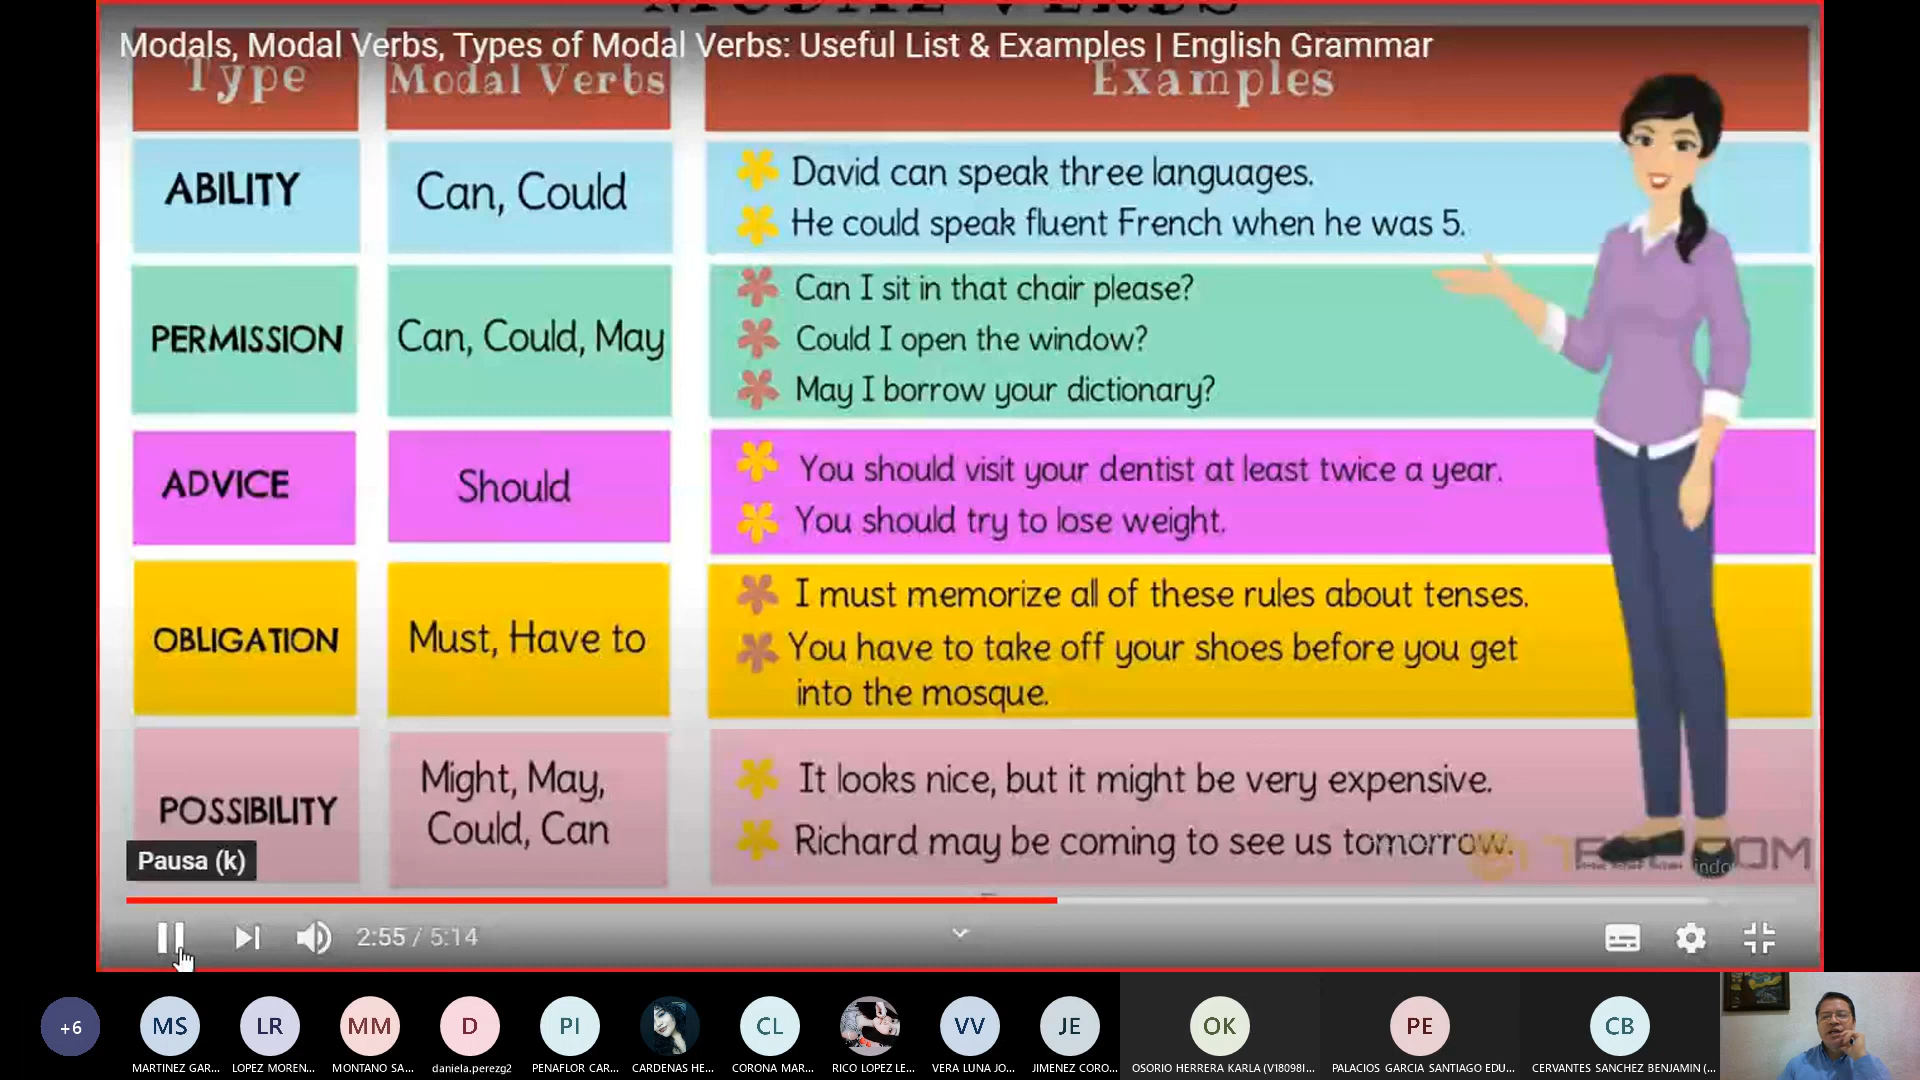 MODAL VERBS
Modals, Modal Verbs, Types of Modal Verbs: Useful List & Examples | English Grammar
Type
Modal Verbs
Examples
ABILITY
Can, Could
David can speak three languages.
He could speak fluent French when he was 5.
PERMISSION
Can, Could, May
Can I sit in that chair please?
Could I open the window?
May I borrow your dictionary?
ADVICE
Should
You should visit your dentist at least twice a year.
You should try to lose weight.
OBLIGATION
Must, Have to
I must memorize all of these rules about tenses.
You have to take off your shoes before you get
into the mosque.
POSSIBILITY
Might, May,
Could, Can
It looks nice, but it might be very expensive.
Richard may be coming to see us tomorrow.
Pausa (k)
2:55 / 5:14
+6
MS
LR
MM
D
PI
CL
VV
JE
OK
PE
CB
MARTINEZ GAR...
LOPEZ MOREN...
MONTANO SA...
daniela.perezg2
PENAFLOR CAR...
CARDENAS HE...
CORONA MAR...
RICO LOPEZ LE...
VERA LUNA JO...
JIMENEZ CORO...
OSORIO HERRERA KARLA (V18098I...
PALACIOS GARCIA SANTIAGO EDU...
CERVANTES SANCHEZ BENJAMIN (...